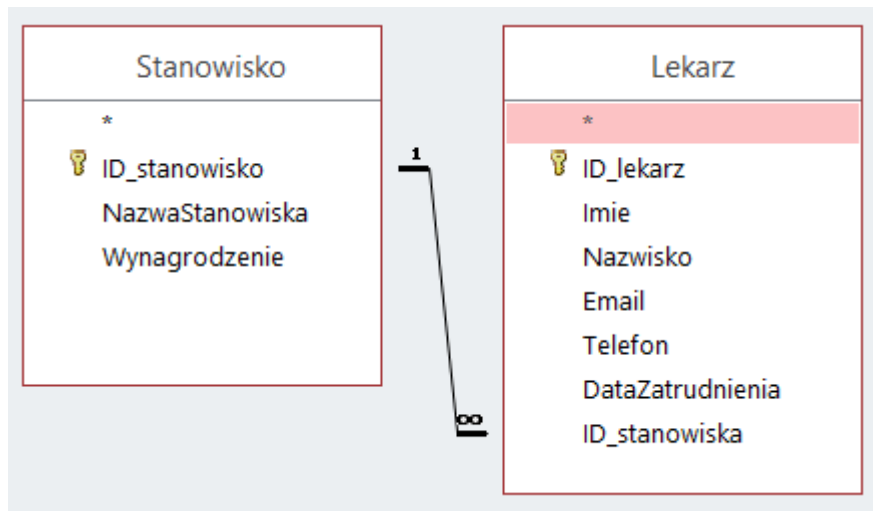 Stanowisko
*
ID_stanowisko
NazwaStanowiska
Wynagrodzenie
1
∞
Lekarz
*
ID_lekarz
Imie
Nazwisko
Email
Telefon
DataZatrudnienia
ID_stanowiska